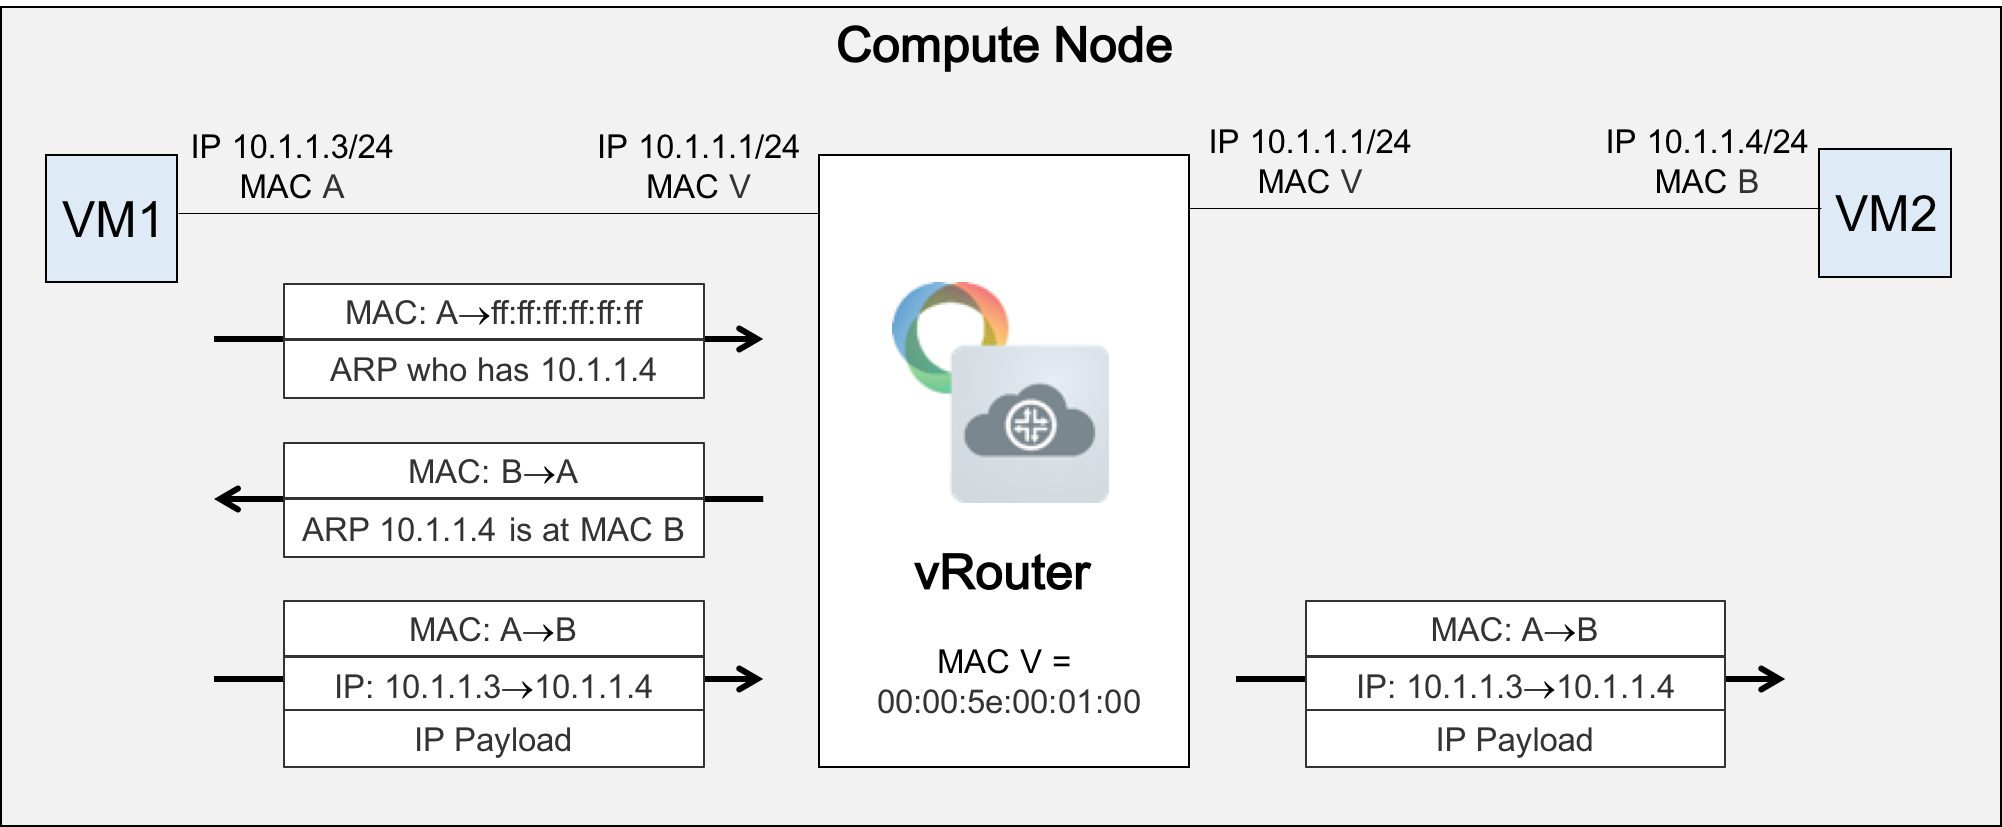 Compute Node
IP 10.1.1.3/24
MAC A
IP 10.1.1.1/24
MAC V
IP 10.1.1.1/24
MAC V
IP 10.1.1.4/24
MAC B
VM1
VM2
MAC: A→ff:ff:ff:ff:ff:ff
ARP who has 10.1.1.4
MAC: B→A
ARP 10.1.1.4 is at MAC B
MAC: A→B
IP: 10.1.1.3→10.1.1.4
IP Payload
vRouter
MAC V =
00:00:5e:00:01:00
MAC: A→B
IP: 10.1.1.3→10.1.1.4
IP Payload